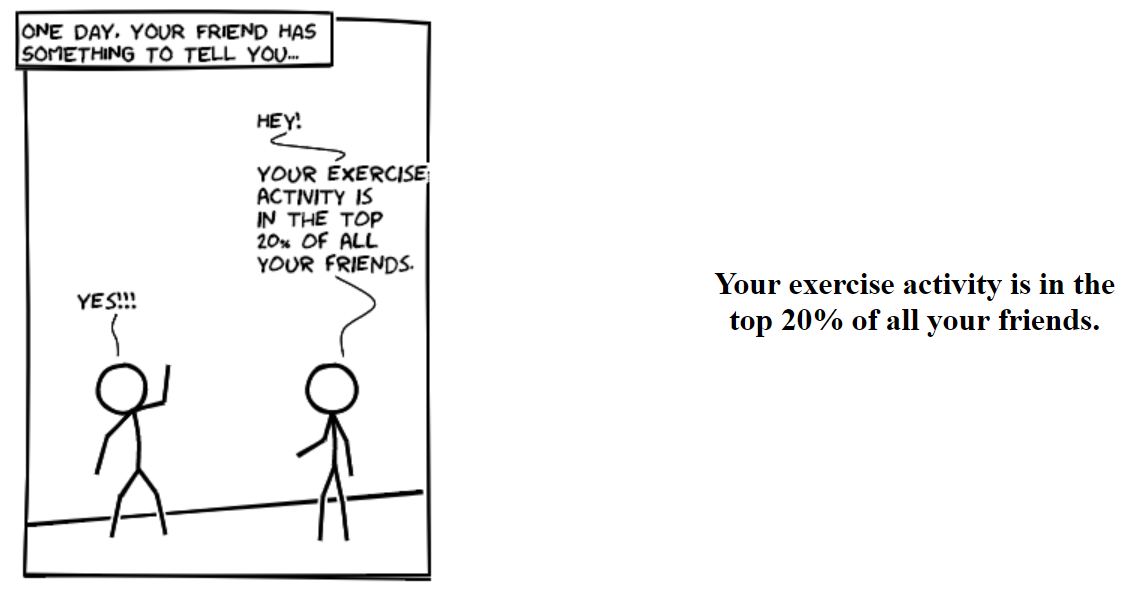 ONE DAY, YOUR FRIEND HAS
SOMETHING TO TELL YOU...
HEY!
YOUR EXERCISE
ACTIVITY IS
IN THE TOP
20% OF ALL
YOUR FRIENDS.
YES!!!
Your exercise activity is in the
top 20% of all your friends.